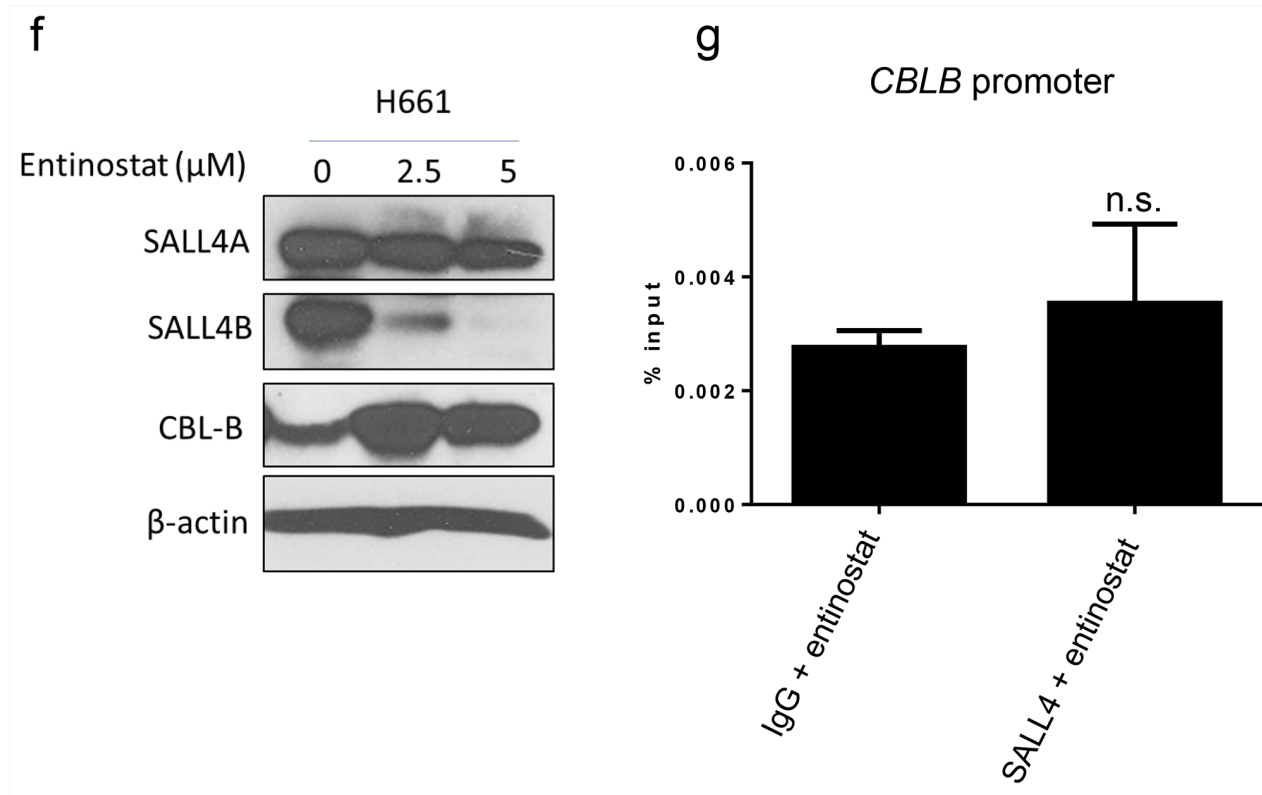 f
H661
Entinostat (μM)
0 2.5 5
SALL4A
SALL4B
CBL-B
β-actin
g
CBLB promoter
% input
0.006
0.004
0.002
0.000
n.s.
IgG + entinostat
SALL4 + entinostat